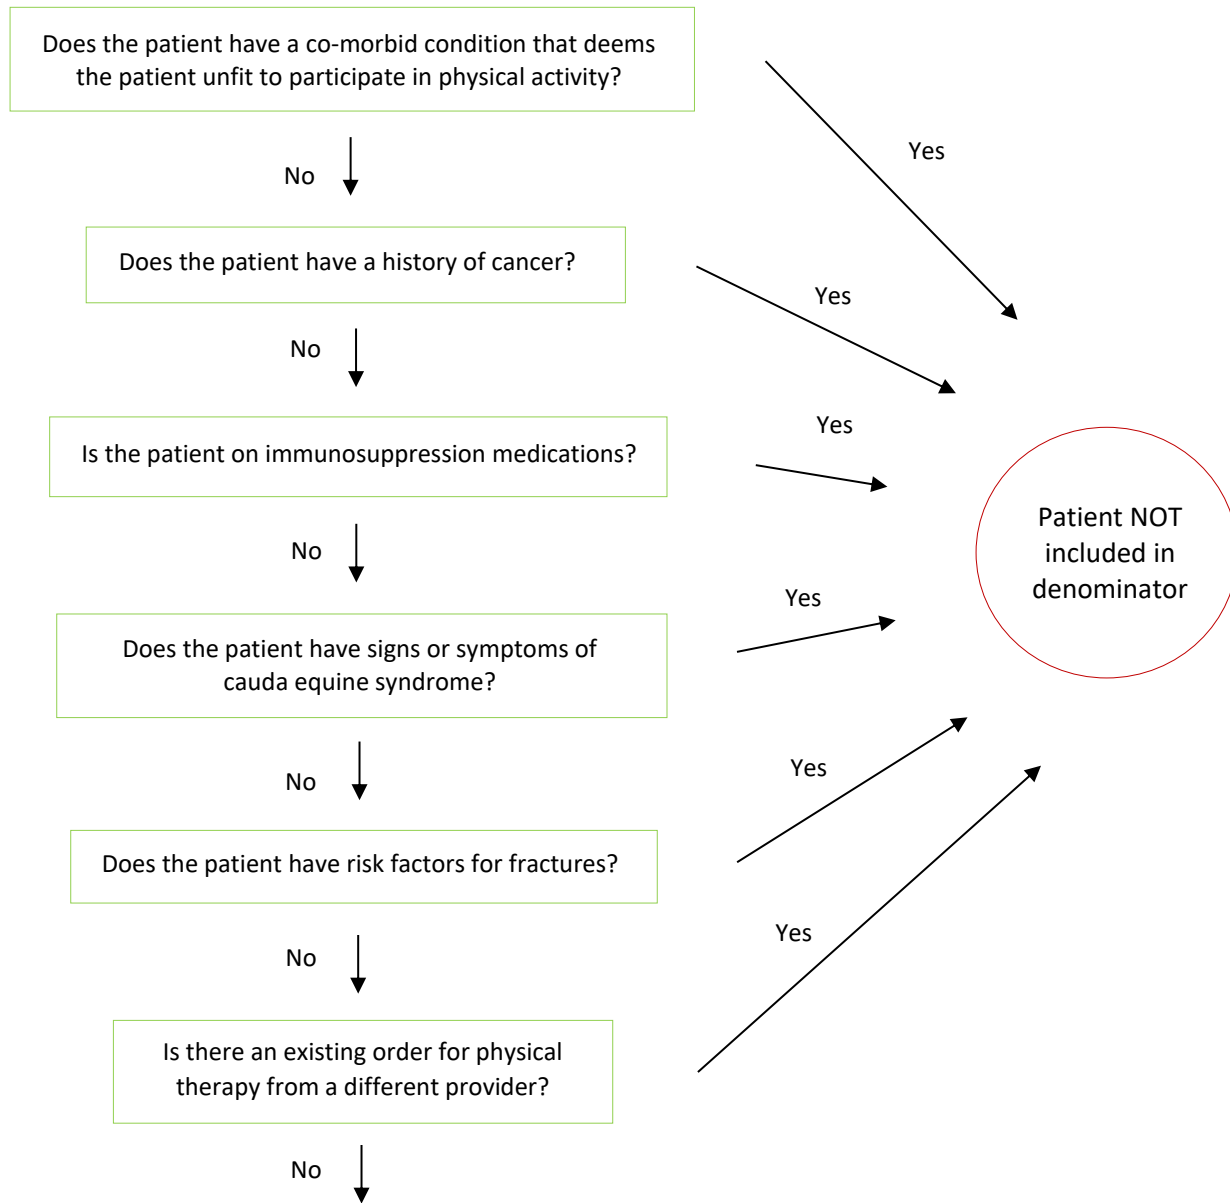 Does the patient have a co-morbid condition that deems
the patient unfit to participate in physical activity?
Yes
No
Does the patient have a history of cancer?
Yes
No
Is the patient on immunosuppression medications?
Yes
No
Does the patient have signs or symptoms of
cauda equine syndrome?
Yes
No
Does the patient have risk factors for fractures?
Yes
No
Is there an existing order for physical
therapy from a different provider?
Yes
No
Patient NOT
included in
denominator